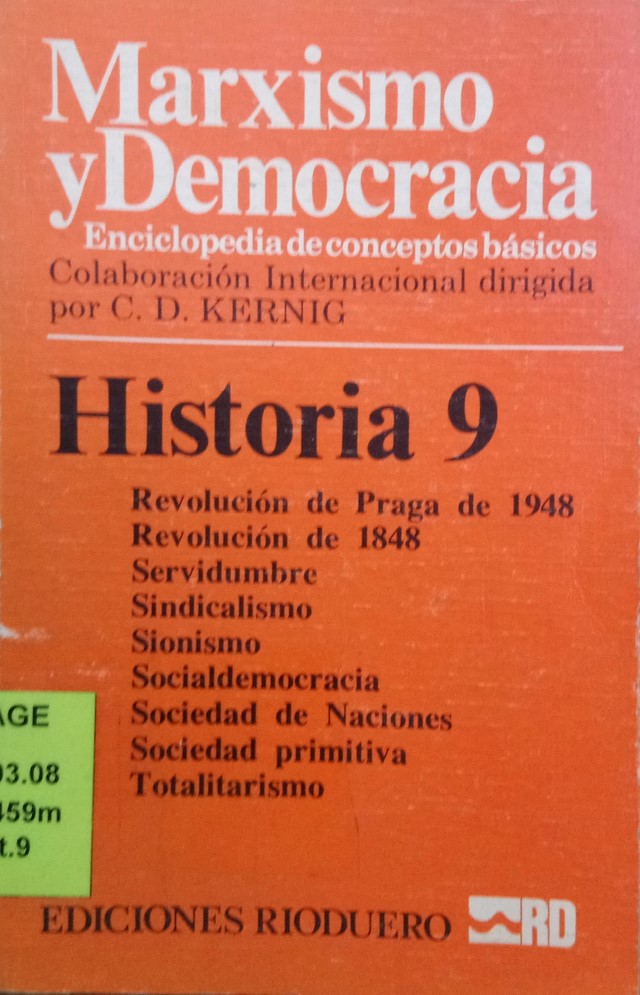 Marxismo
y Democracia
Enciclopedia de conceptos básicos
Colaboración Internacional dirigida
por C. D. KERNIG
Historia 9
Revolución de Praga de 1948
Revolución de 1848
Servidumbre
Sindicalismo
Sionismo
Socialdemocracia
Sociedad de Naciones
Sociedad primitiva
Totalitarismo
AGE
03.08
459m
t.9
EDICIONES RIODUERO RD